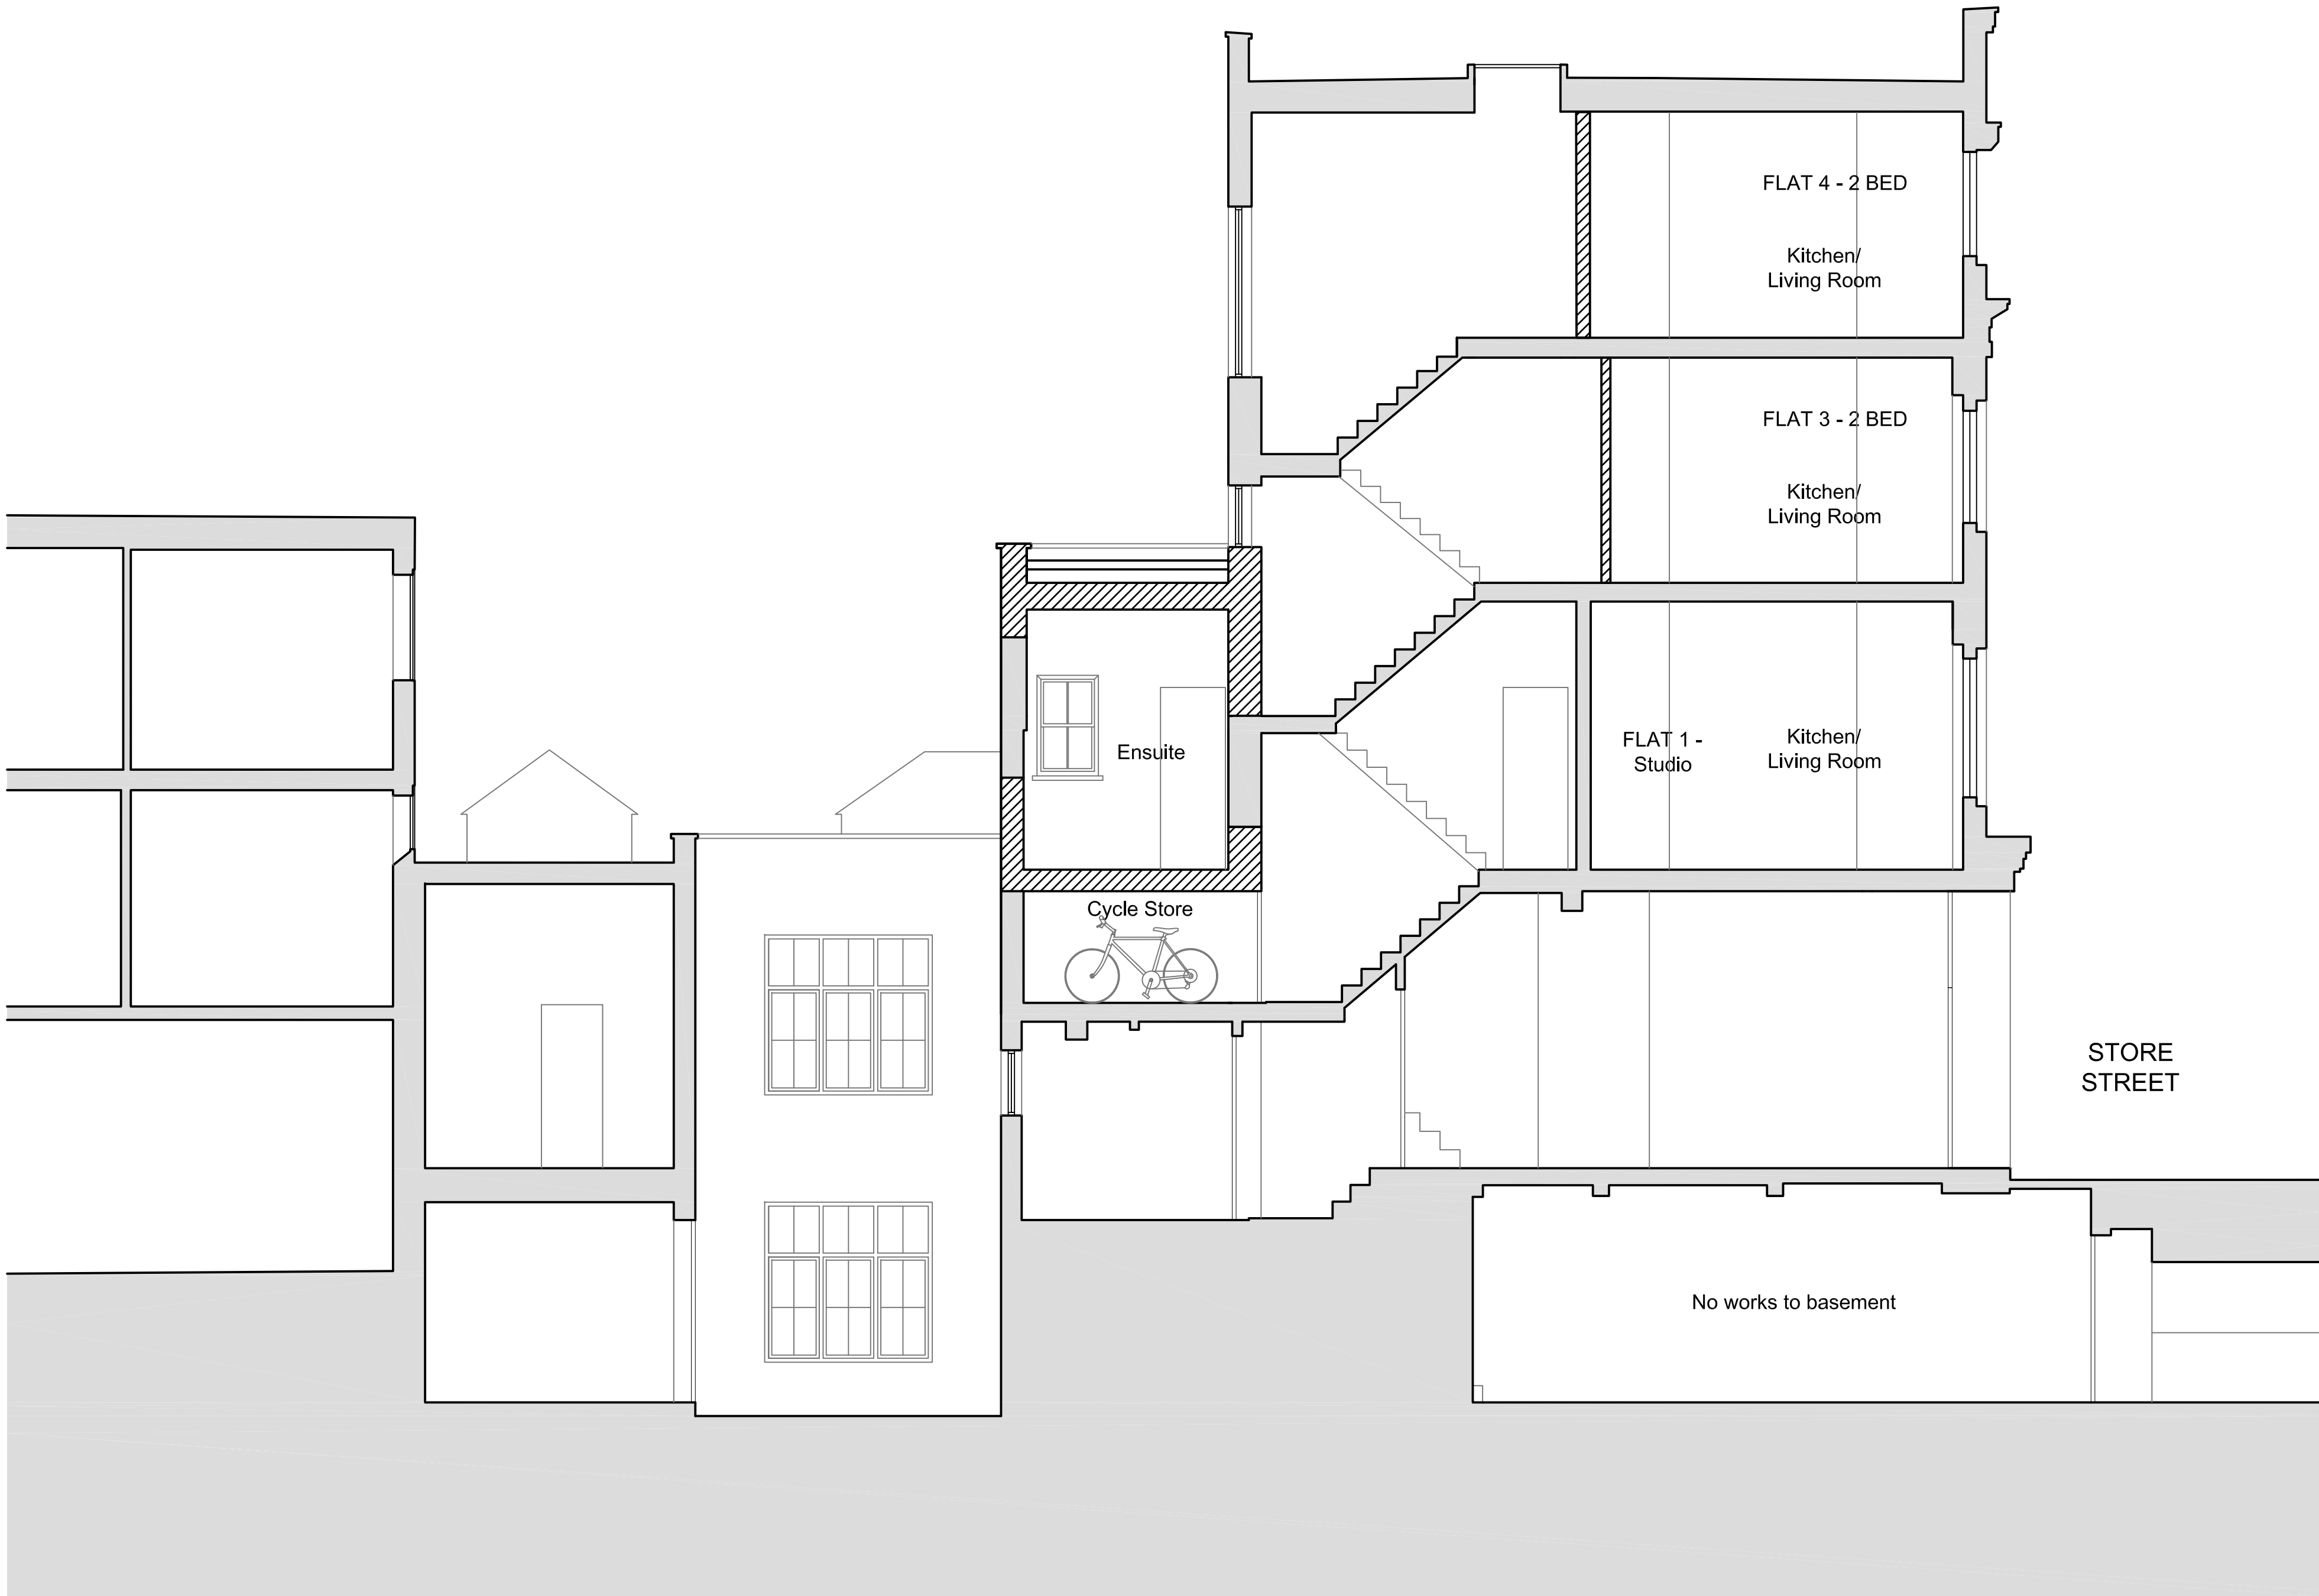 FLAT 4 - 2 BED
Kitchen/
Living Room
FLAT 3 - 2 BED
Kitchen/
Living Room
Ensuite
FLAT 1 -
Studio
Kitchen/
Living Room
Cycle Store
STORE
STREET
No works to basement